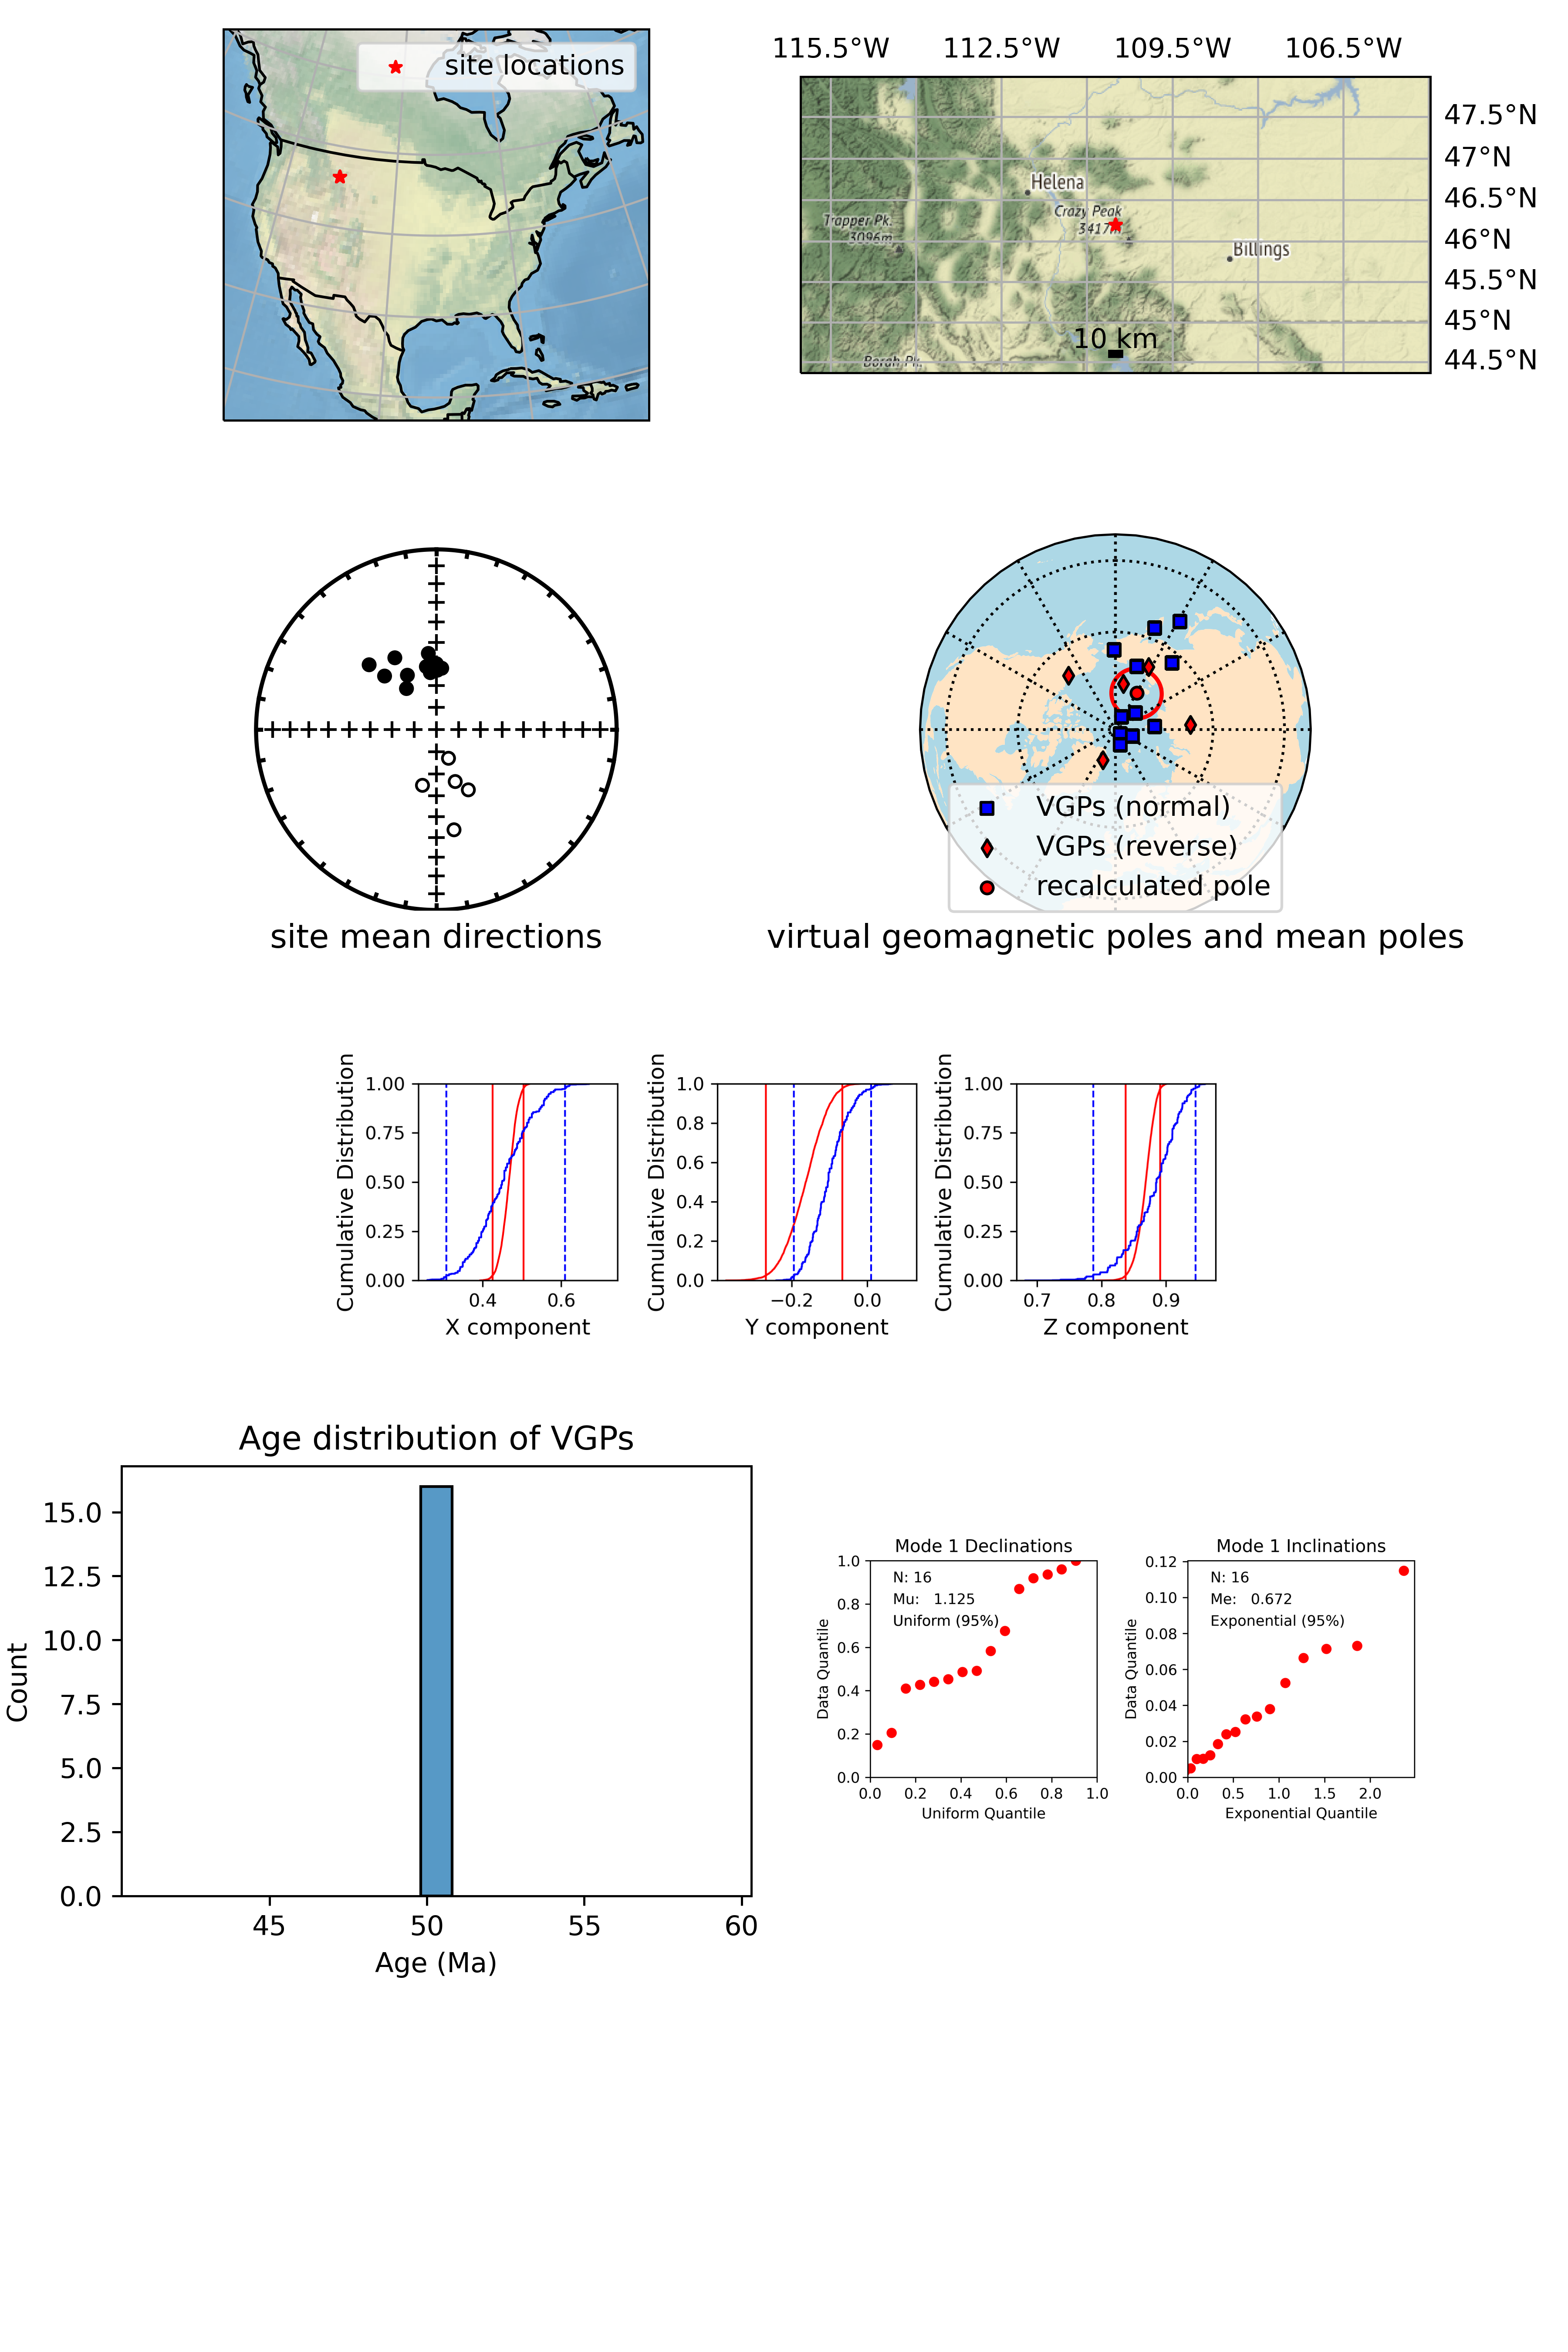 site locations
115.5°W 112.5°W 109.5°W 106.5°W
47.5°N
47°N
46.5°N
46°N
45.5°N
45°N
44.5°N
Helena
Crazy Peak
3417m
Trapper Pk.
3096m
Billings
10 km
Borah Pk.
site mean directions
VGPs (normal)
VGPs (reverse)
recalculated pole
virtual geomagnetic poles and mean poles
Cumulative Distribution
1.00
0.75
0.50
0.25
0.00
0.4 0.6
X component
Cumulative Distribution
1.0
0.8
0.6
0.4
0.2
0.0
−0.2 0.0
Y component
Cumulative Distribution
1.00
0.75
0.50
0.25
0.00
0.7 0.8 0.9
Z component
Age distribution of VGPs
Count
15.0
12.5
10.0
7.5
5.0
2.5
0.0
45 50 55 60
Age (Ma)
Mode 1 Declinations
N: 16
Mu: 1.125
Uniform (95%)
Data Quantile
1.0
0.8
0.6
0.4
0.2
0.0
0.0 0.2 0.4 0.6 0.8 1.0
Uniform Quantile
Mode 1 Inclinations
N: 16
Me: 0.672
Exponential (95%)
Data Quantile
0.12
0.10
0.08
0.06
0.04
0.02
0.00
0.0 0.5 1.0 1.5 2.0
Exponential Quantile